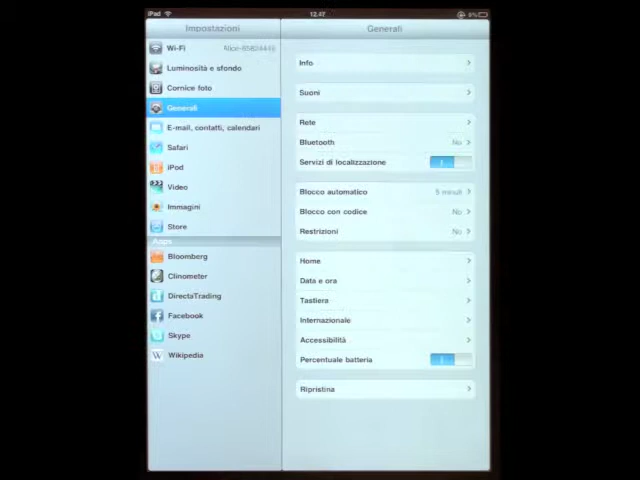 iPad
12.47
Impostazioni
Generali
Wi-Fi
Luminosità e sfondo
Cornice foto
Generali
E-mail, contatti, calendari
Safari
iPod
Video
Immagini
Store
Apps
Bloomberg
Clinometer
DirectaTrading
Facebook
Skype
Wikipedia
Info
Suoni
Rete
Bluetooth No
Servizi di localizzazione
Blocco automatico 5 minuti
Blocco con codice No
Restrizioni No
Home
Data e ora
Tastiera
Internazionale
Accessibilità
Percentuale batteria
Ripristina